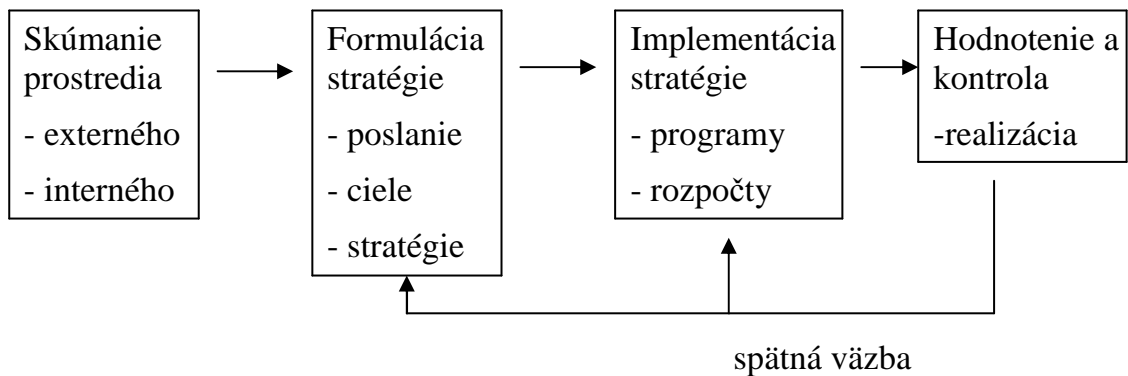 Skúmanie
prostredia
- externého
- interného
Formulácia
stratégie
- poslanie
- ciele
- stratégie
Implementácia
stratégie
- programy
- rozpočty
Hodnotenie a
kontrola
-realizácia
spätná väzba